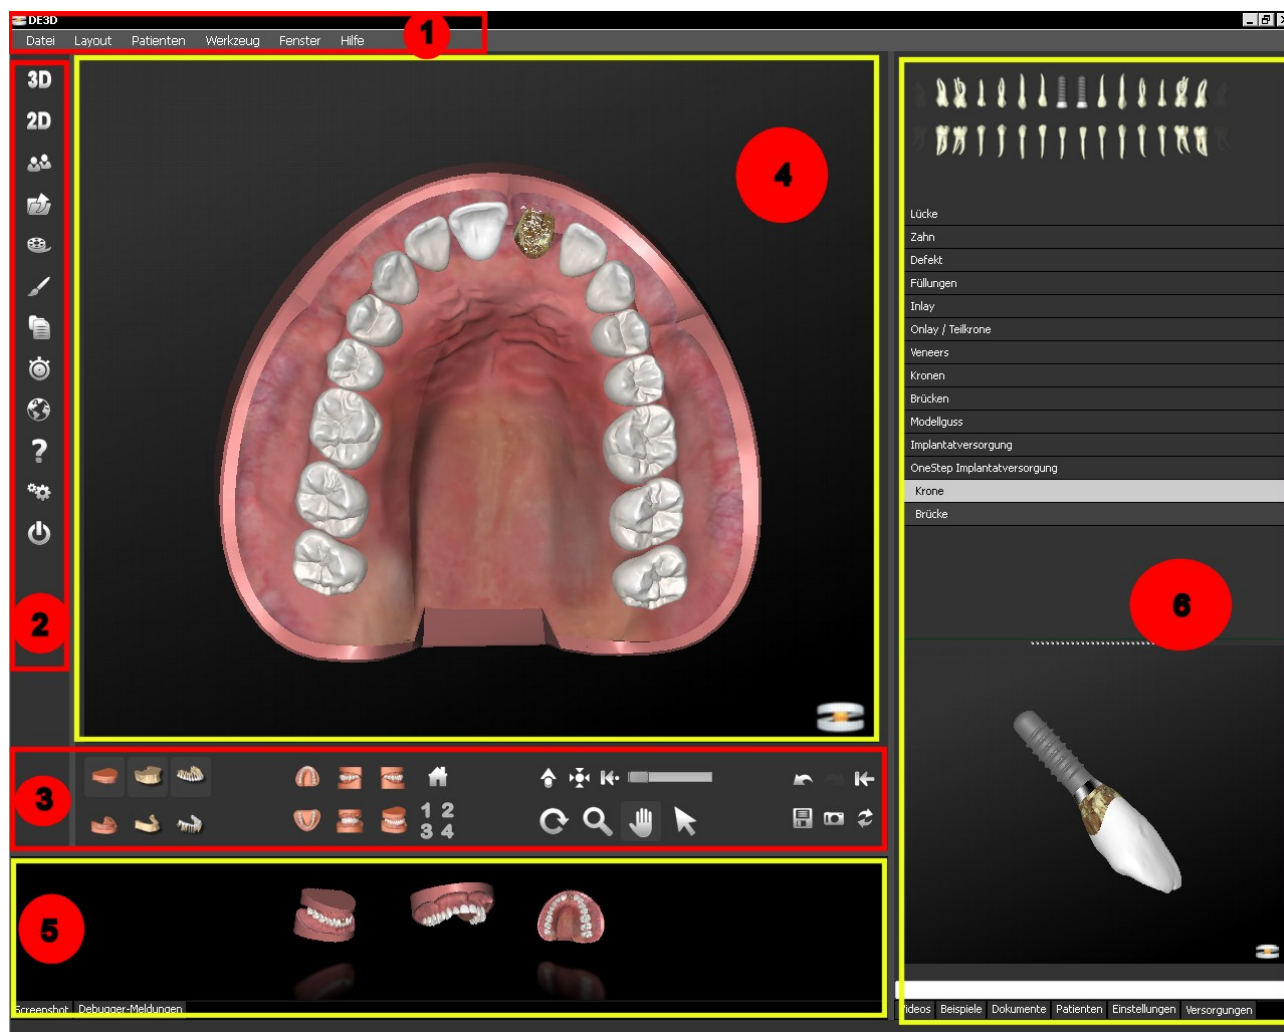 DE3D
Datei Layout Patienten Werkzeug Fenster Hilfe
1
3D
2D
?
2
4
Lücke
Zahn
Defekt
Füllungen
Inlay
Onlay / Teilkrone
Veneers
Kronen
Brücken
Modellguss
Implantatversorgung
OneStep Implantatversorgung
Krone
Brücke
6
3
1 2
3 4
5
Screenshot Debugger-Meldungen
Videos Beispiele Dokumente Patienten Einstellungen Versorgungen